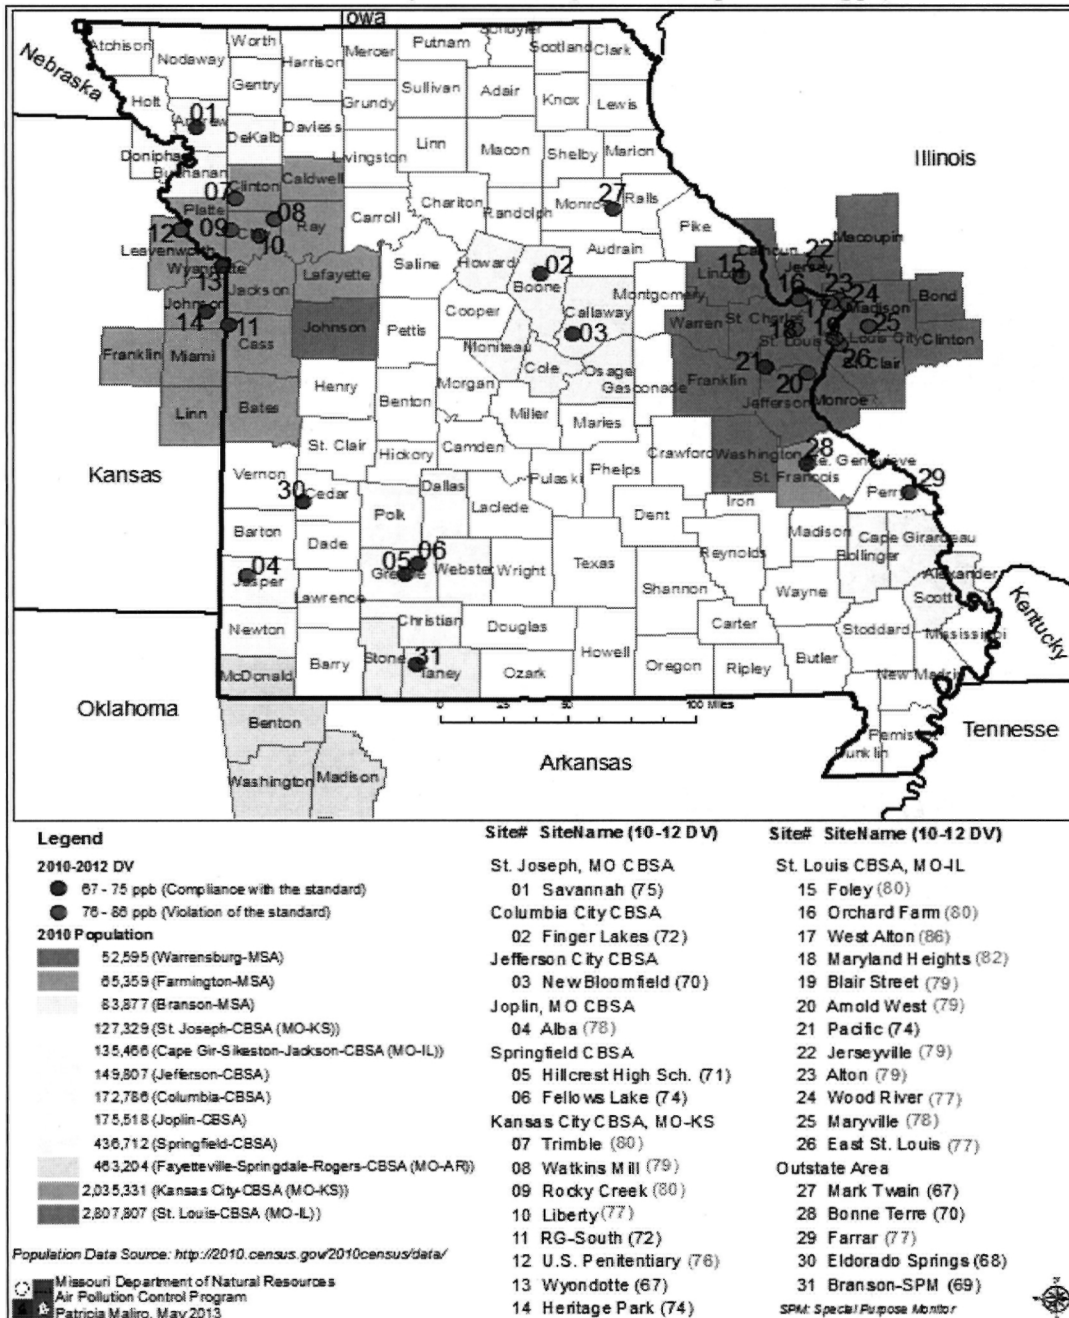 Iowa
Nebraska
Illinois
Kansas
Oklahoma
Arkansas
Kentucky
Tennessee
Atchison
Nodaway
Worth
Harrison
Mercer
Putnam
Schuyler
Scotland
Clark
Holt
Gentry
Sullivan
Adair
Knox
Lewis
Andrew
01
DeKalb
Daviess
Grundy
Livingston
Linn
Macon
Shelby
Marion
Doniphan
Buchanan
Clinton
Caldwell
07
27
Ralls
Monroe
Platte
08
Ray
Carroll
Chariton
Randolph
Pike
12
09
Clay
10
Audrain
Leavenworth
Wyandotte
Lafayette
Saline
Howard
02
Boone
Calhoun
22
Macoupin
Jersey
15
Lincoln
13
Jackson
Cooper
Callaway
Montgomery
16
23
24
Bond
Madison
17
Johnson
14
11
Johnson
Pettis
03
Warren
St. Charles
18
19
25
St. Louis
Louis City
Clinton
Franklin
Miami
Cass
Moniteau
Cole
Osage
Gasconade
21
Franklin
26
St. Clair
20
Jefferson
Monroe
Linn
Bates
Henry
Benton
Morgan
Miller
Maries
St. Clair
Hickory
Camden
Pulaski
Phelps
Crawford
Washington
28
Ste. Genevieve
St. Francois
Vernon
30
Cedar
Dallas
Laclede
Dent
Iron
Perry
29
Barton
Dade
Polk
Madison
Cape Girardeau
Bollinger
04
Jasper
05
06
Greene
Webster
Wright
Texas
Shannon
Reynolds
Wayne
Alexander
Scott
Lawrence
Newton
Christian
Douglas
Carter
Stoddard
Mississippi
McDonald
Barry
Stone
31
Taney
Ozark
Howell
Oregon
Ripley
Butler
New Madrid
Benton
0 25 50 100 Miles
Pemiscot
Dunklin
Washington
Madison
Legend
2010-2012 DV
67 - 75 ppb (Compliance with the standard)
76 - 86 ppb (Violation of the standard)
2010 Population
52,595 (Warrensburg-MSA)
65,359 (Farmington-MSA)
83,877 (Branson-MSA)
127,329 (St. Joseph-CBSA (MO-KS))
135,466 (Cape Gir-Sikeston-Jackson-CBSA (MO-IL))
149,807 (Jefferson-CBSA)
172,786 (Columbia-CBSA)
175,518 (Joplin-CBSA)
436,712 (Springfield-CBSA)
463,204 (Fayetteville-Springdale-Rogers-CBSA (MO-AR))
2,035,331 (Kansas City-CBSA (MO-KS))
2,807,807 (St. Louis-CBSA (MO-IL))
Population Data Source: http://2010.census.gov/2010census/data/
Missouri Department of Natural Resources
Air Pollution Control Program
Patricia Maliro, May 2013
Site# SiteName (10-12 DV)
St. Joseph, MO CBSA
01 Savannah (75)
Columbia City CBSA
02 Finger Lakes (72)
Jefferson City CBSA
03 New Bloomfield (70)
Joplin, MO CBSA
04 Alba (78)
Springfield CBSA
05 Hillcrest High Sch. (71)
06 Fellows Lake (74)
Kansas City CBSA, MO-KS
07 Trimble (80)
08 Watkins Mill (79)
09 Rocky Creek (80)
10 Liberty (77)
11 RG-South (72)
12 U.S. Penitentiary (76)
13 Wyondotte (67)
14 Heritage Park (74)
Site# SiteName (10-12 DV)
St. Louis CBSA, MO-IL
15 Foley (80)
16 Orchard Farm (80)
17 West Alton (86)
18 Maryland Heights (82)
19 Blair Street (79)
20 Arnold West (79)
21 Pacific (74)
22 Jerseyville (79)
23 Alton (79)
24 Wood River (77)
25 Maryville (78)
26 East St. Louis (77)
Outstate Area
27 Mark Twain (67)
28 Bonne Terre (70)
29 Farrar (77)
30 Eldorado Springs (68)
31 Branson-SPM (69)
SPM: Special Purpose Monitor